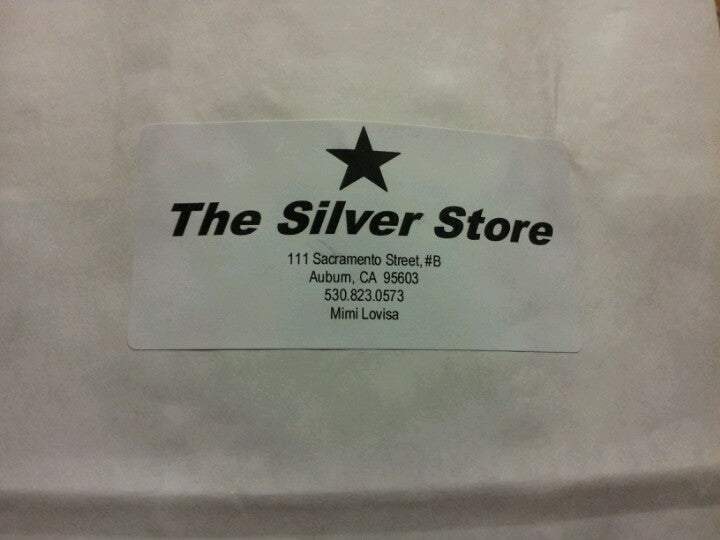 The Silver Store
111 Sacramento Street, #B
Auburn, CA 95603
530.823.0573
Mimi Lovisa